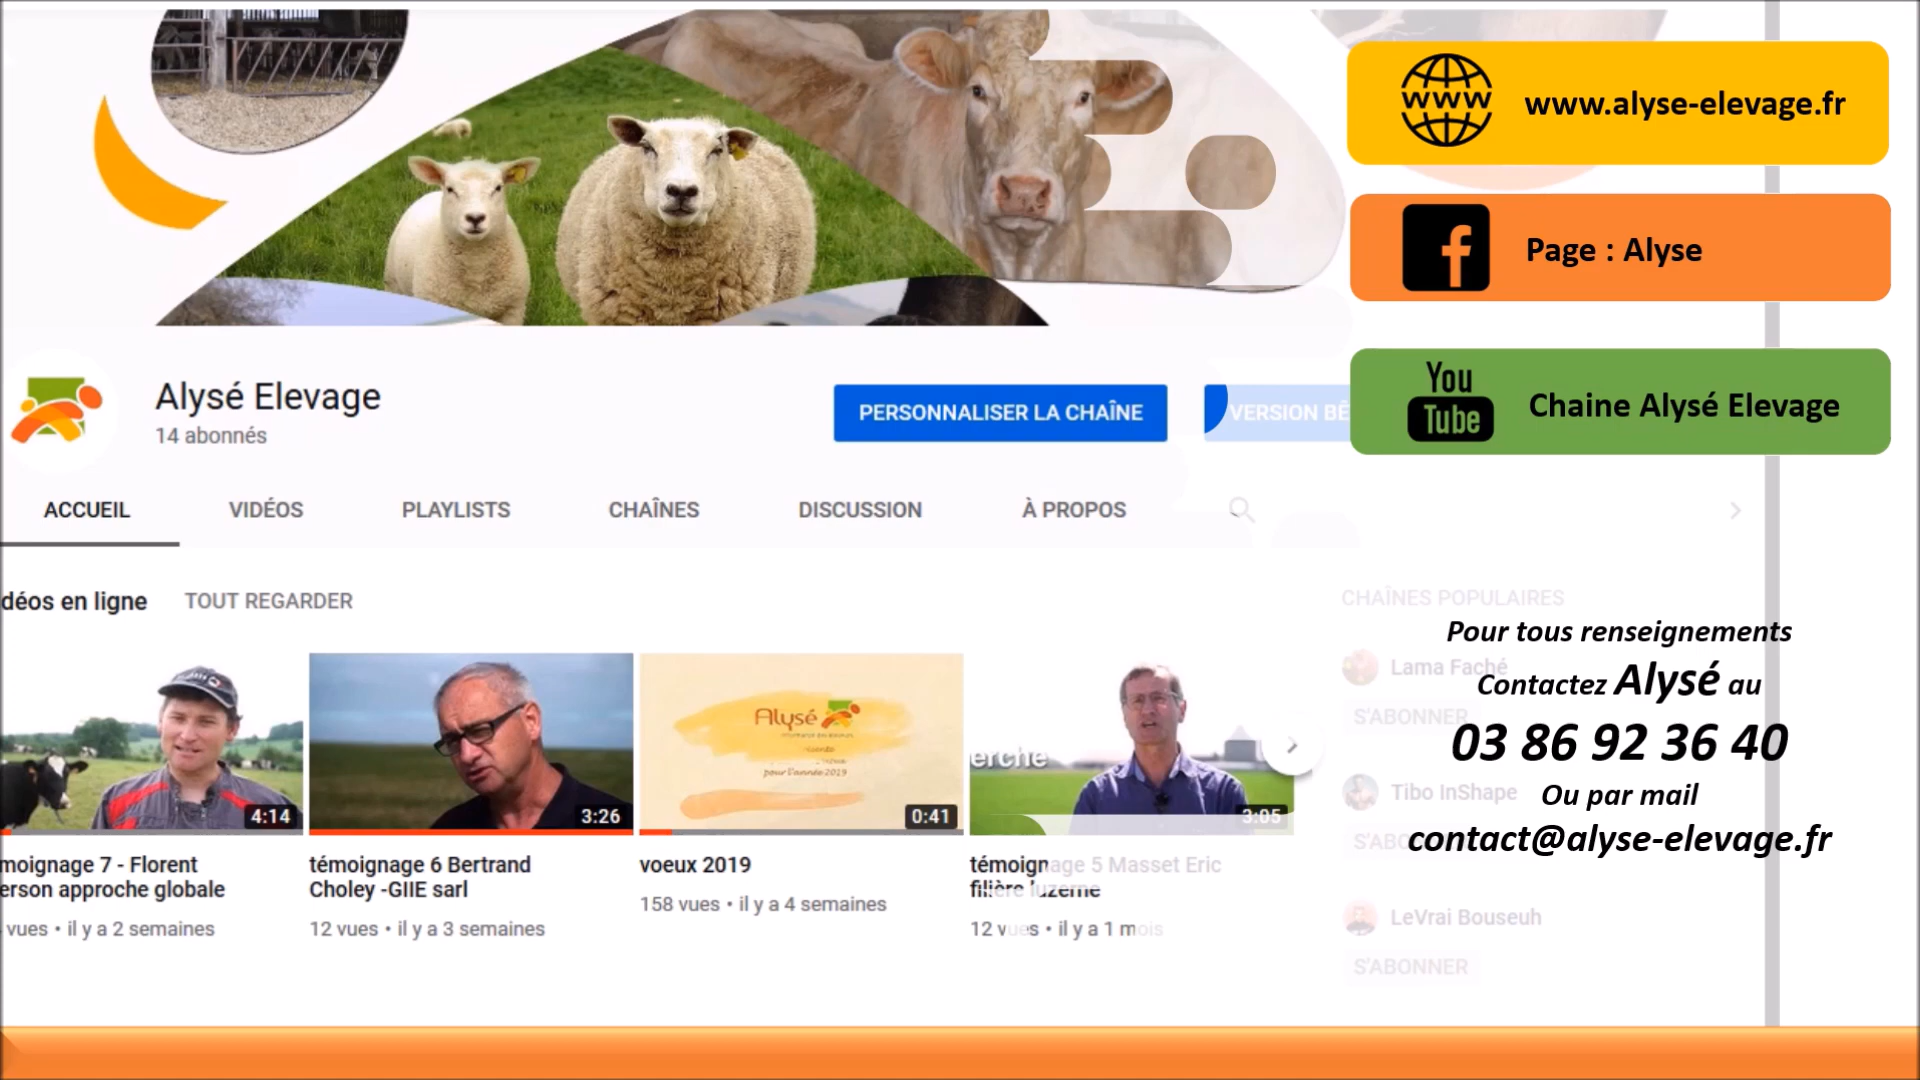 www.alyse-elevage.fr
Page : Alyse
You
Tube
Chaine Alysé Elevage
Alysé Elevage
14 abonnés
PERSONNALISER LA CHAÎNE
VERSION BÊ
ACCUEIL
VIDÉOS
PLAYLISTS
CHAÎNES
DISCUSSION
À PROPOS
déos en ligne
TOUT REGARDER
4:14
moignage 7 - Florent
erson approche globale
vues • il y a 2 semaines
3:26
témoignage 6 Bertrand
Choley -GIIE sarl
12 vues • il y a 3 semaines
Alysé
pour l'année 2019
0:41
voeux 2019
158 vues • il y a 4 semaines
erche
3:05
témoignage 5 Masset Eric
filière luzerne
12 vues • il y a 1 mois
CHAÎNES POPULAIRES
Lama Faché
S'ABONNER
Tibo InShape
S'ABO
LeVrai Bouseuh
S'ABONNER
Pour tous renseignements
Contactez Alysé au
03 86 92 36 40
Ou par mail
contact@alyse-elevage.fr